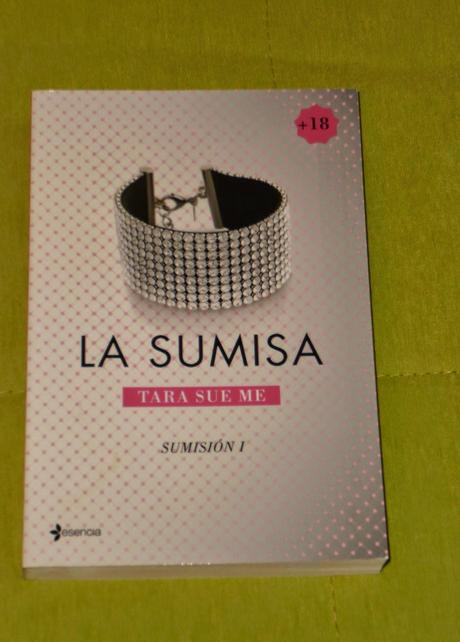 +18
LA SUMISA
TARA SUE ME
SUMISIÓN I
esencia